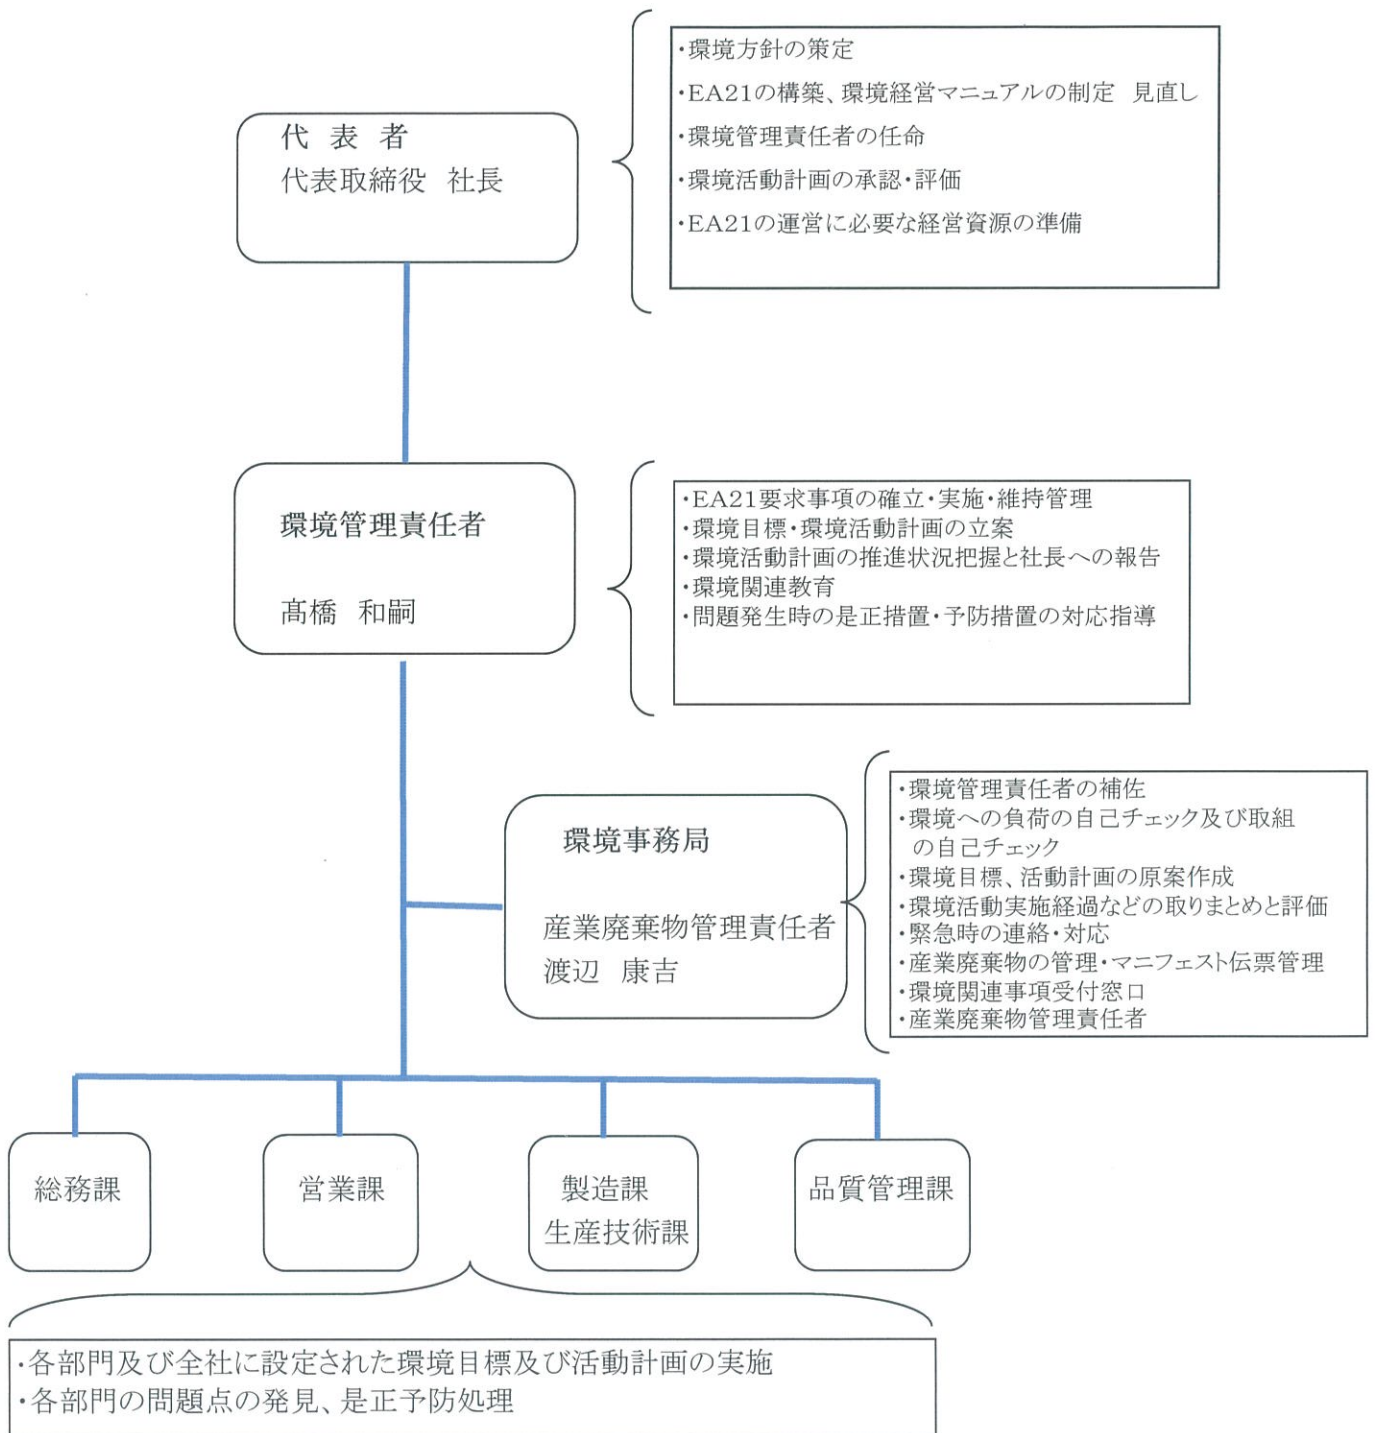 代 表 者
代表取締役 社長
・環境方針の策定
・EA21の構築、環境経営マニュアルの制定 見直し
・環境管理責任者の任命
・環境活動計画の承認・評価
・EA21の運営に必要な経営資源の準備
環境管理責任者
髙橋 和嗣
・EA21要求事項の確立・実施・維持管理
・環境目標・環境活動計画の立案
・環境活動計画の推進状況把握と社長への報告
・環境関連教育
・問題発生時の是正措置・予防措置の対応指導
環境事務局
産業廃棄物管理責任者
渡辺 康吉
・環境管理責任者の補佐
・環境への負荷の自己チェック及び取組
の自己チェック
・環境目標、活動計画の原案作成
・環境活動実施経過などの取りまとめと評価
・緊急時の連絡・対応
・産業廃棄物の管理・マニフェスト伝票管理
・環境関連事項受付窓口
・産業廃棄物管理責任者
総務課
営業課
製造課
生産技術課
品質管理課
・各部門及び全社に設定された環境目標及び活動計画の実施
・各部門の問題点の発見、是正予防処理